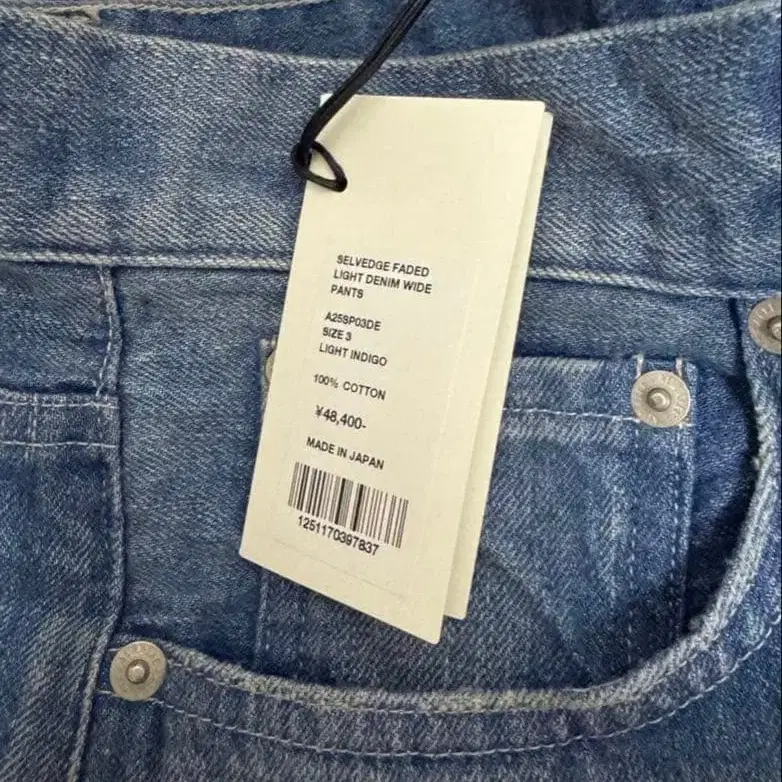 SELVEDGE FADED
LIGHT DENIM WIDE
PANTS
A25SP03DE
SIZE 3
LIGHT INDIGO
100% COTTON
¥48,400-
MADE IN JAPAN
1251170397837